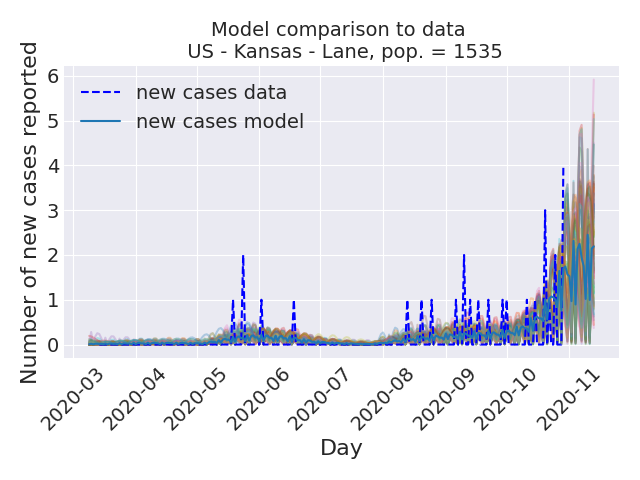 Model comparison to data
US - Kansas - Lane, pop. = 1535
new cases data
new cases model
Number of new cases reported
6
5
4
3
2
1
0
2020-03
2020-04
2020-05
2020-06
2020-07
2020-08
2020-09
2020-10
2020-11
Day